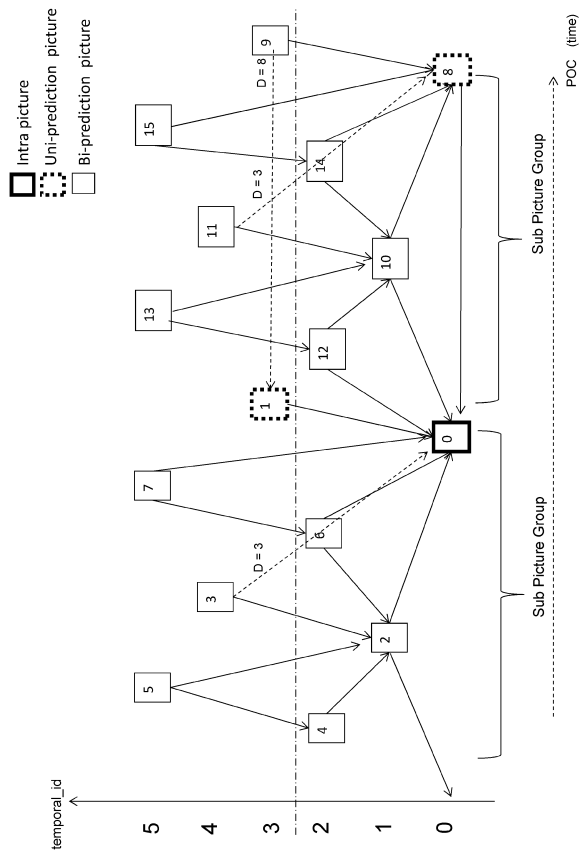 Intra picture
Uni-prediction picture
Bi-prediction picture
temporal_id
5
4
3
2
1
0
5
7
13
15
3
11
1
9
4
6
12
14
2
10
0
8
D = 3
D = 3
D = 8
Sub Picture Group
Sub Picture Group
POC (time)